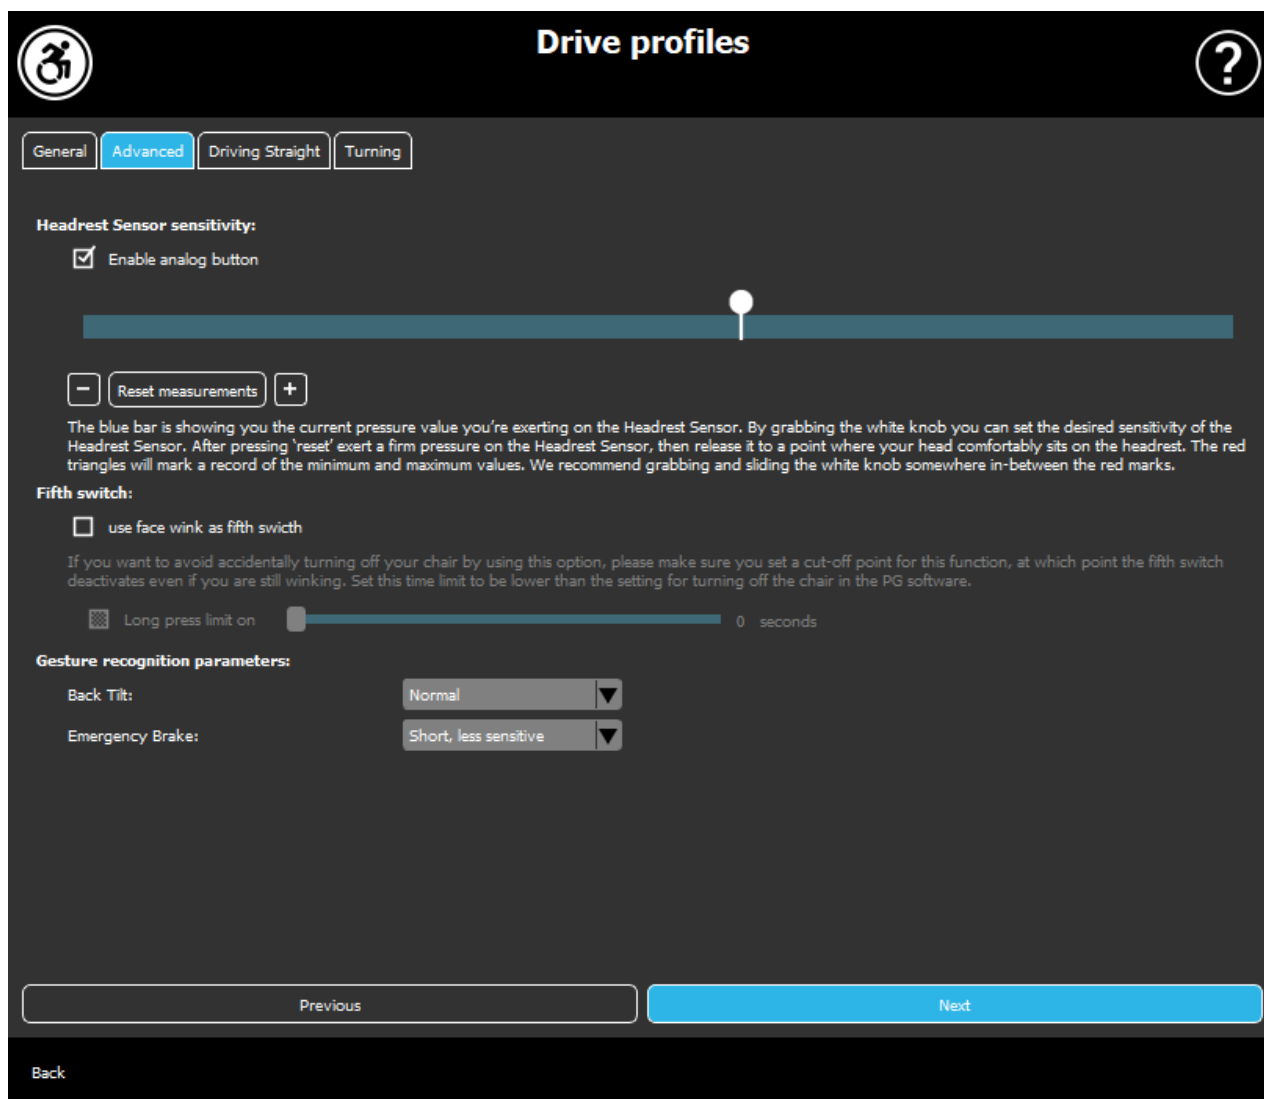 Drive profiles
?
General Advanced Driving Straight Turning
Headrest Sensor sensitivity:
Enable analog button
− Reset measurements +
The blue bar is showing you the current pressure value you’re exerting on the Headrest Sensor. By grabbing the white knob you can set the desired sensitivity of the
Headrest Sensor. After pressing ‘reset’ exert a firm pressure on the Headrest Sensor, then release it to a point where your head comfortably sits on the headrest. The red
triangles will mark a record of the minimum and maximum values. We recommend grabbing and sliding the white knob somewhere in-between the red marks.
Fifth switch:
use face wink as fifth swicth
If you want to avoid accidentally turning off your chair by using this option, please make sure you set a cut-off point for this function, at which point the fifth switch
deactivates even if you are still winking. Set this time limit to be lower than the setting for turning off the chair in the PG software.
Long press limit on 0 seconds
Gesture recognition parameters:
Back Tilt: Normal
Emergency Brake: Short, less sensitive
Previous Next
Back